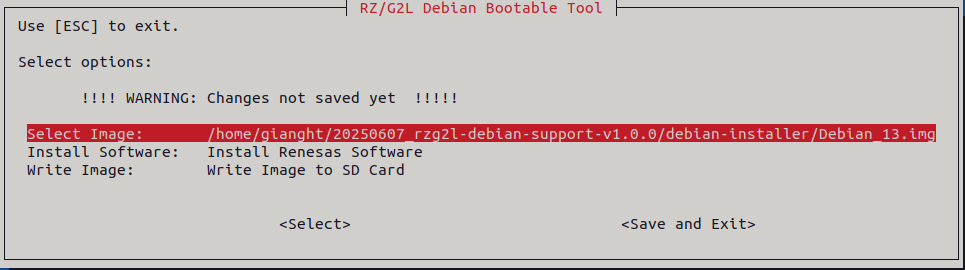 RZ/G2L Debian Bootable Tool
Use [ESC] to exit.
Select options:
!!!! WARNING: Changes not saved yet  !!!!!
Select Image:       /home/gianght/20250607_rzg2l-debian-support-v1.0.0/debian-installer/Debian_13.img
Install Software:   Install Renesas Software
Write Image:        Write Image to SD Card
<Select>                              <Save and Exit>